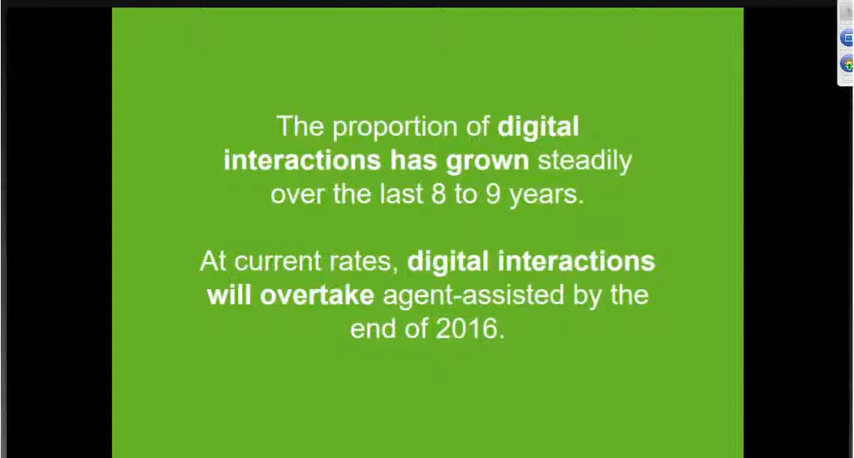 The proportion of digital
interactions has grown steadily
over the last 8 to 9 years.
At current rates, digital interactions
will overtake agent-assisted by the
end of 2016.